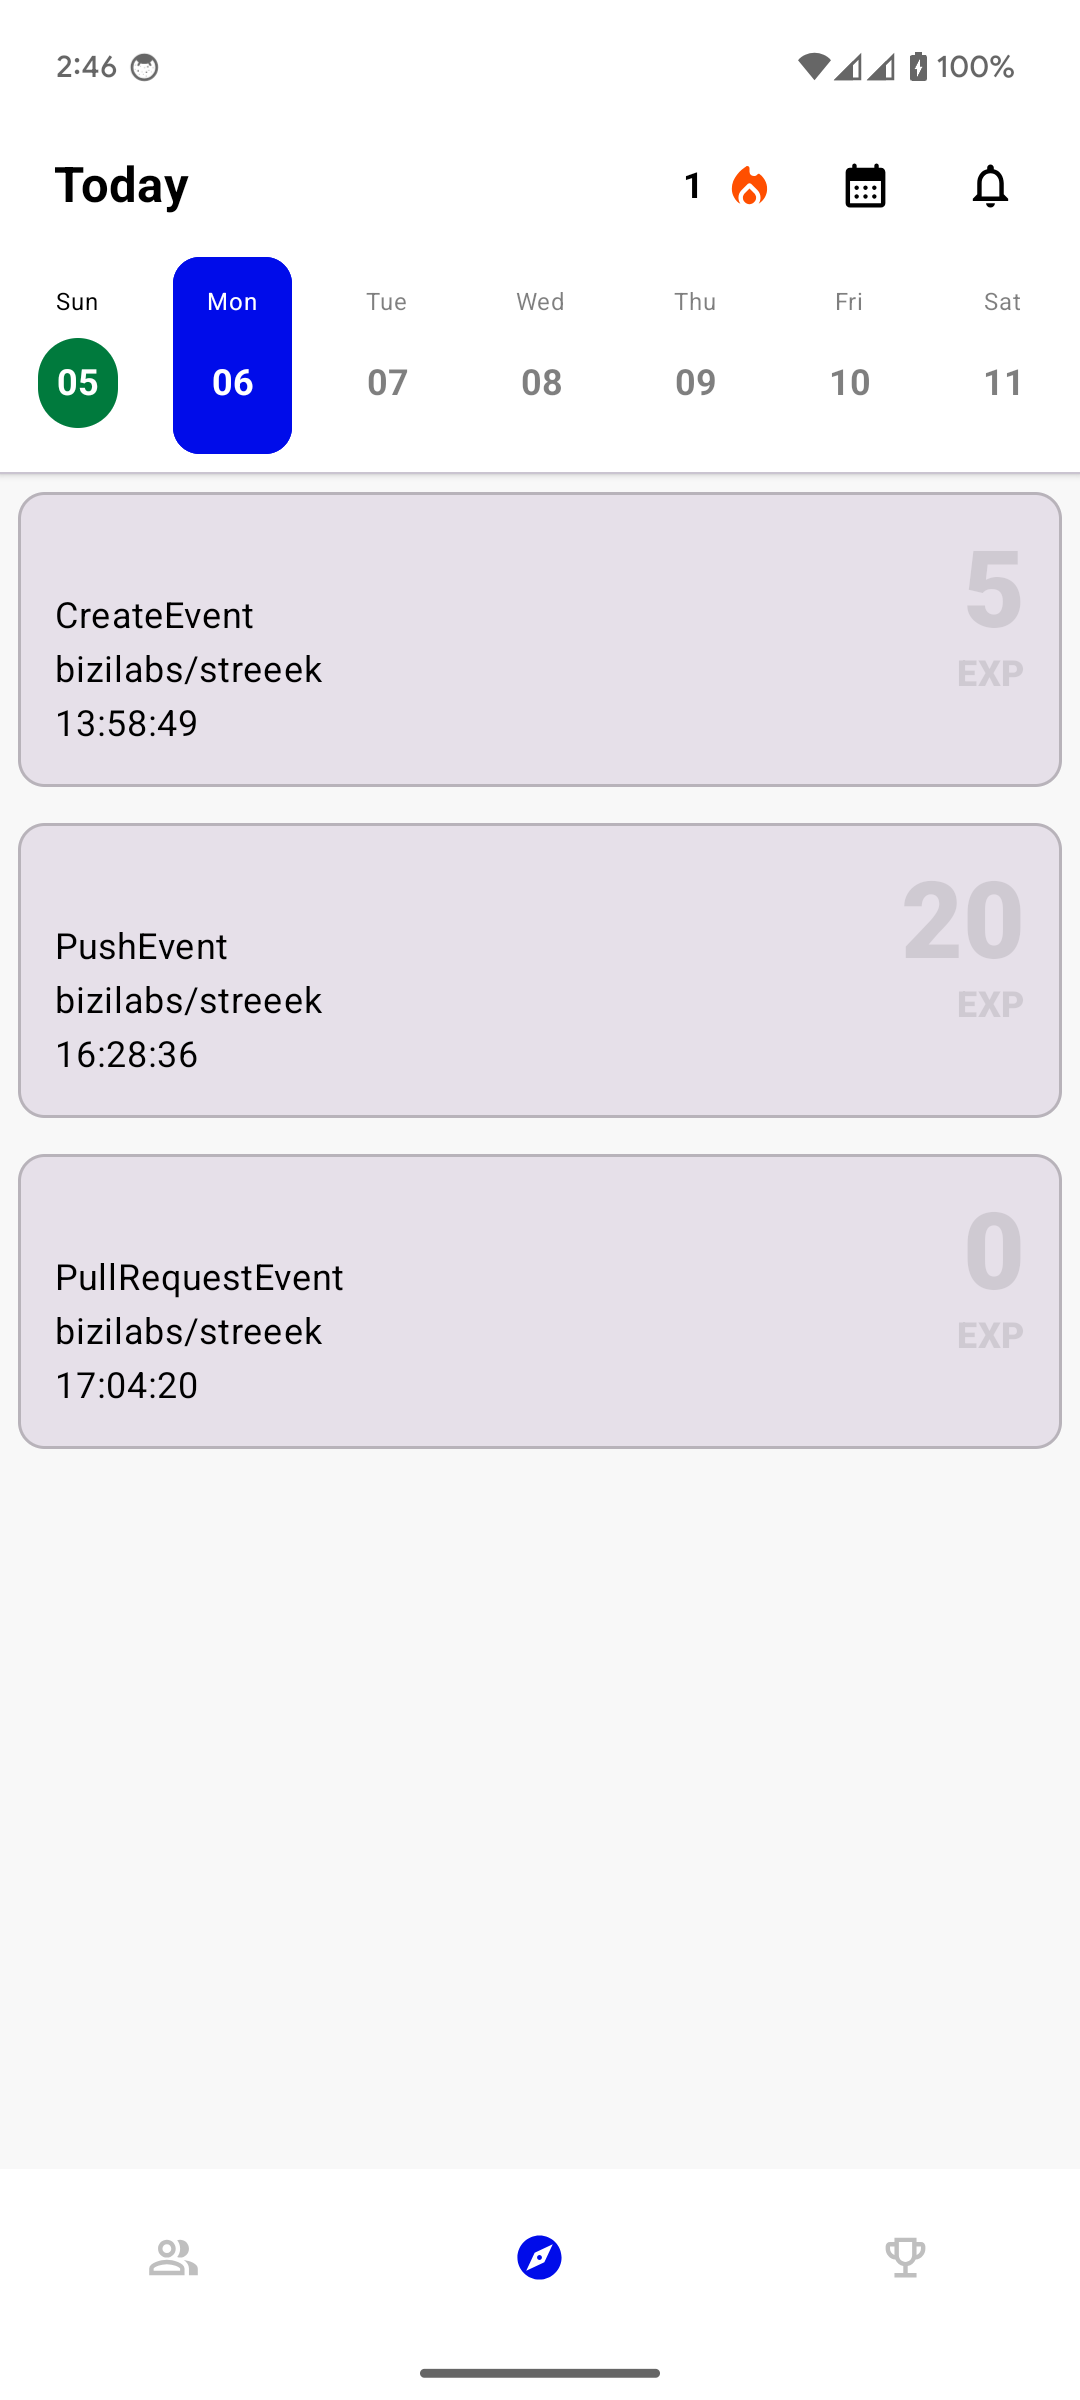 2:46 100%
Today 1
Sun Mon Tue Wed Thu Fri Sat
05 06 07 08 09 10 11
CreateEvent
bizilabs/streeek
13:58:49
5
EXP
PushEvent
bizilabs/streeek
16:28:36
20
EXP
PullRequestEvent
bizilabs/streeek
17:04:20
0
EXP